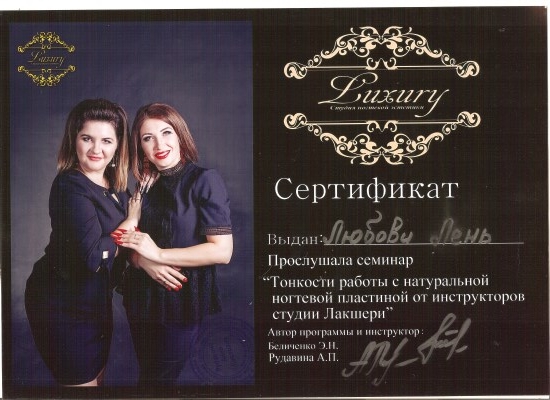 Luxury
Luxury
Студия ногтевой эстетики
Сертификат
Выдан: Любови Лень
Прослушала семинар
“Тонкости работы с натуральной
ногтевой пластиной от инструкторов
студии Лакшери”
Автор программы и инструктор:
Беличенко Э.Н.
Рудавина А.П.